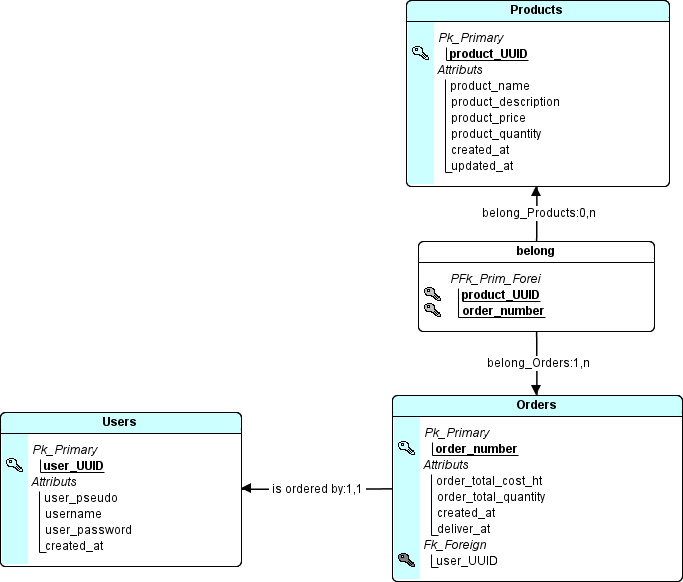 Products
Pk_Primary
product_UUID
Attributs
product_name
product_description
product_price
product_quantity
created_at
updated_at
belong_Products:0,n
belong
PFk_Prim_Forei
product_UUID
order_number
belong_Orders:1,n
Orders
Pk_Primary
order_number
Attributs
order_total_cost_ht
order_total_quantity
created_at
deliver_at
Fk_Foreign
user_UUID
is ordered by:1,1
Users
Pk_Primary
user_UUID
Attributs
user_pseudo
username
user_password
created_at